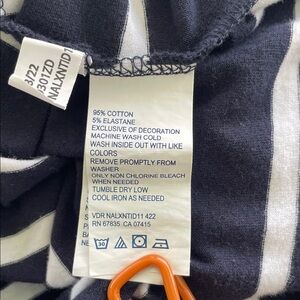 3/22
301ZD
NALXNTID1
95% COTTON
5% ELASTANE
EXCLUSIVE OF DECORATION
MACHINE WASH COLD
WASH INSIDE OUT WITH LIKE
COLORS
REMOVE PROMPTLY FROM
WASHER
ONLY NON CHLORINE BLEACH
WHEN NEEDED
TUMBLE DRY LOW
COOL IRON AS NEEDED
VDR NALXNTID11 422
RN 67835 CA 07415
30